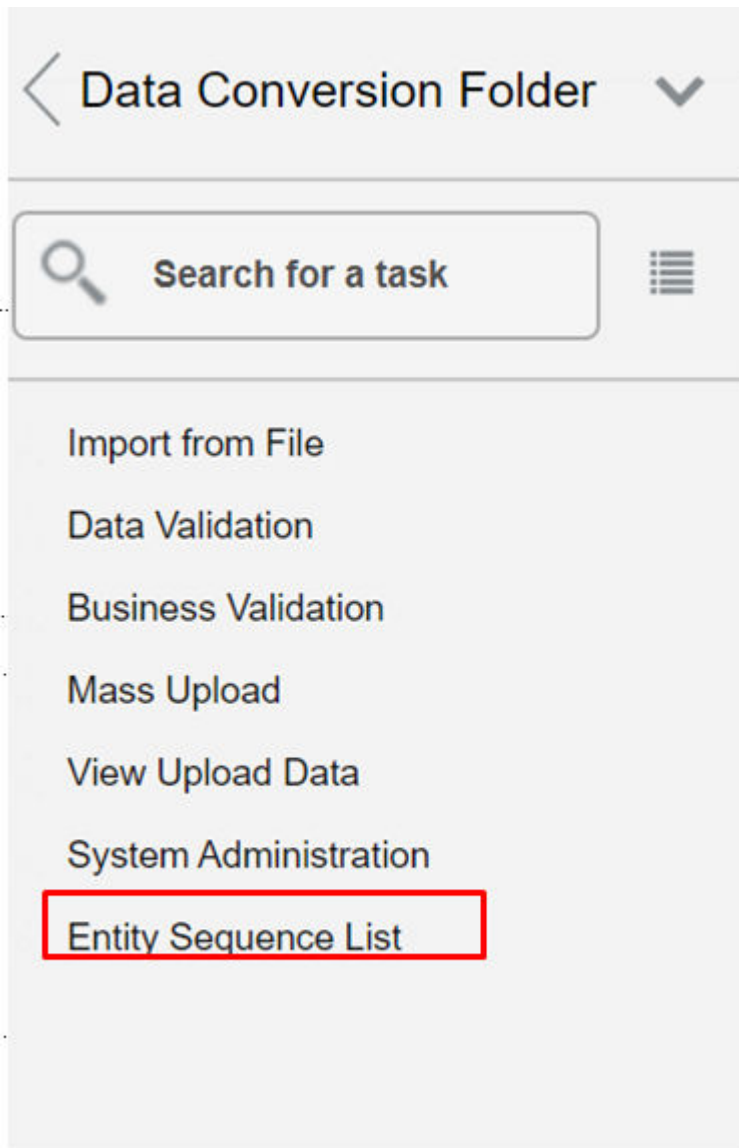 Data Conversion Folder
Search for a task
Import from File
Data Validation
Business Validation
Mass Upload
View Upload Data
System Administration
Entity Sequence List